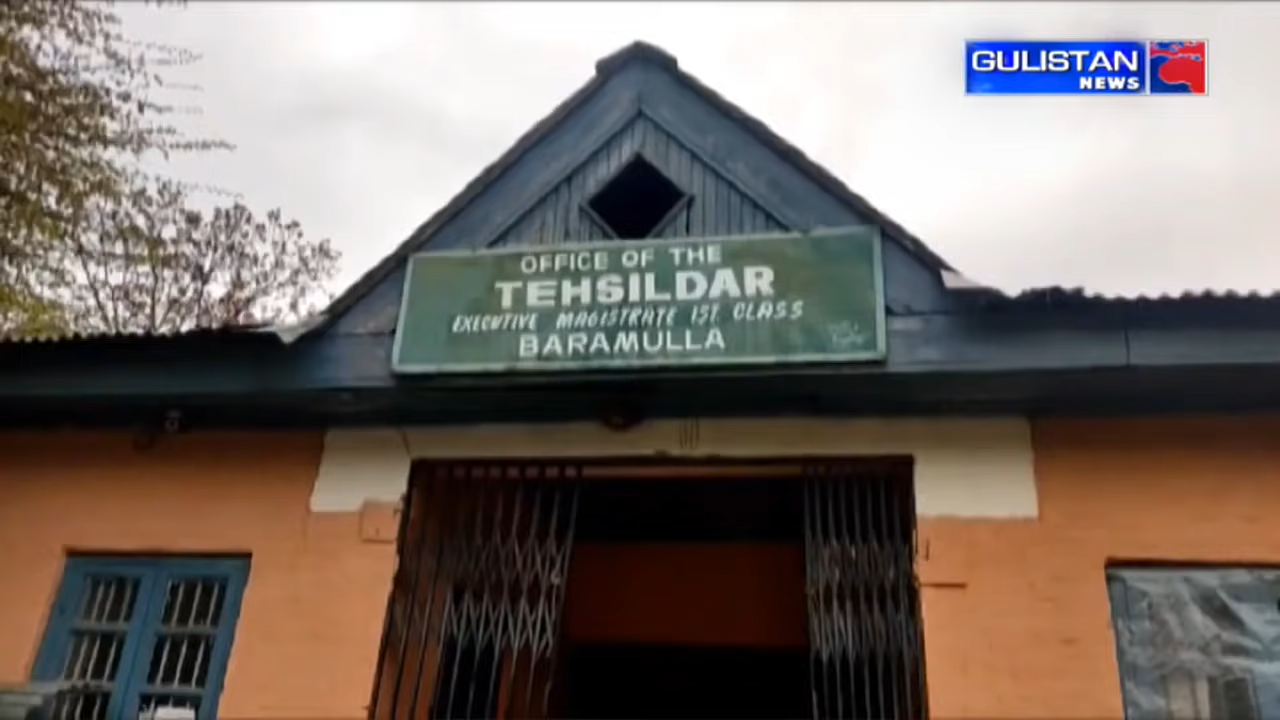 GULISTAN
NEWS
OFFICE OF THE
TEHSILDAR
EXECUTIVE MAGISTRATE IST CLASS
BARAMULLA